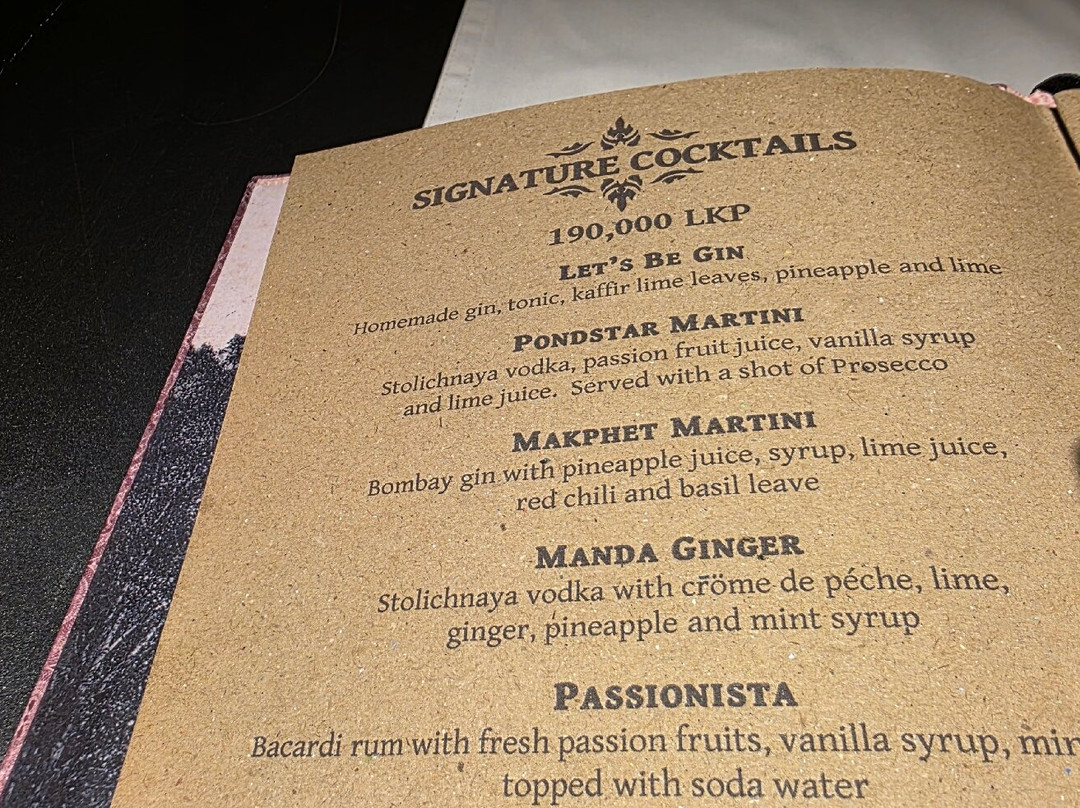 SIGNATURE COCKTAILS
190,000 LKP
LET'S BE GIN
Homemade gin, tonic, kaffir lime leaves, pineapple and lime
PONDSTAR MARTINI
Stolichnaya vodka, passion fruit juice, vanilla syrup
and lime juice. Served with a shot of Prosecco
MAKPHET MARTINI
Bombay gin with pineapple juice, syrup, lime juice,
red chili and basil leave
MANDA GINGER
Stolichnaya vodka with cröme de péche, lime,
ginger, pineapple and mint syrup
PASSIONISTA
Bacardi rum with fresh passion fruits, vanilla syrup,
topped with soda water